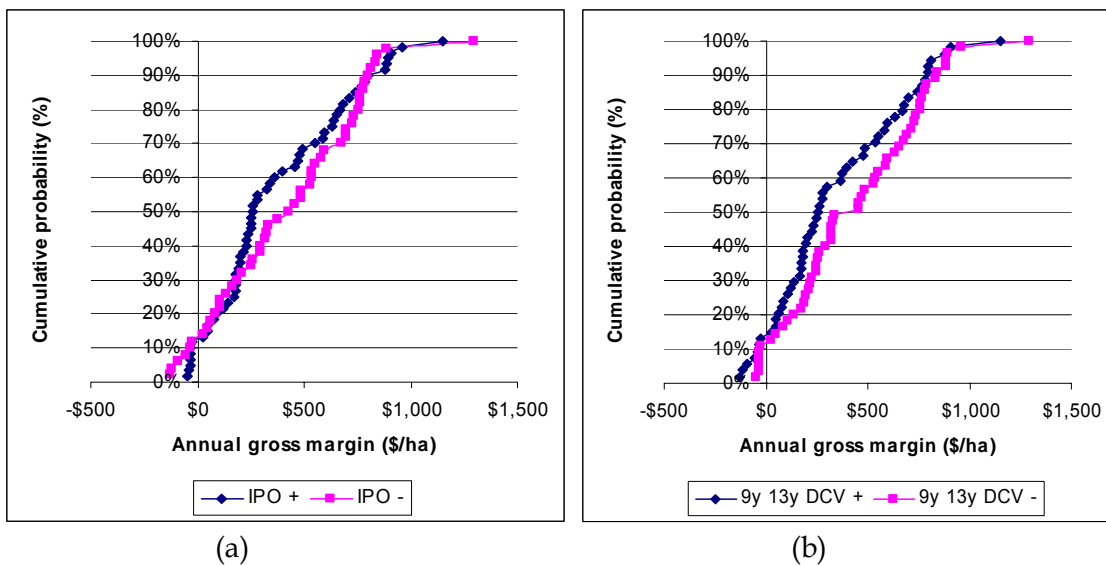 100%
90%
80%
70%
60%
50%
40%
30%
20%
10%
0%
Cumulative probability (%)
-$500 $0 $500 $1,000 $1,500
Annual gross margin ($/ha)
IPO + IPO -
(a)
100%
90%
80%
70%
60%
50%
40%
30%
20%
10%
0%
Cumulative probability (%)
-$500 $0 $500 $1,000 $1,500
Annual gross margin ($/ha)
9y 13y DCV + 9y 13y DCV -
(b)